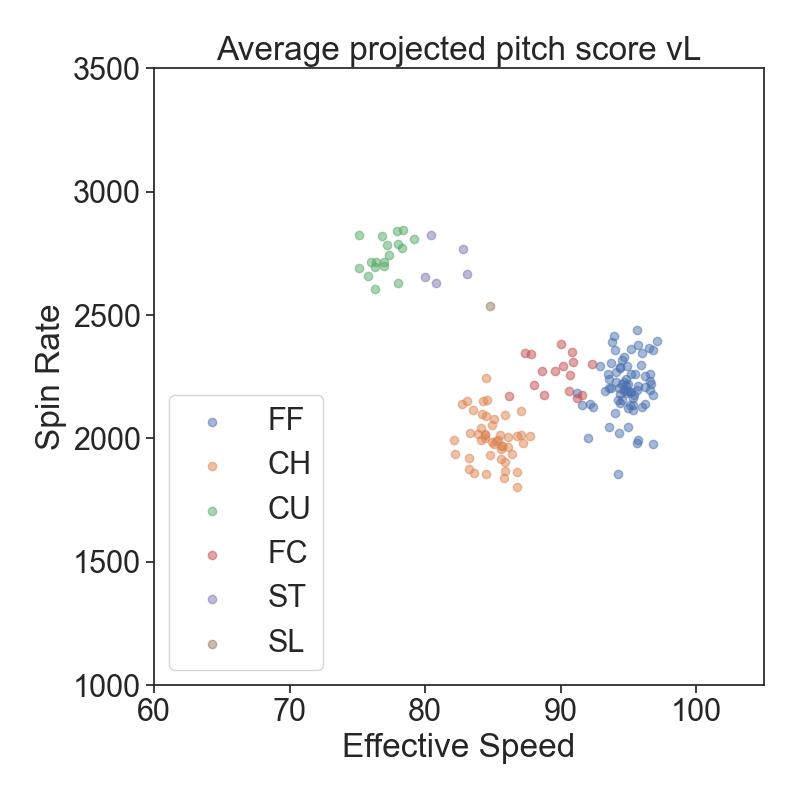 Average projected pitch score vL
3500
3000
2500
2000
1500
1000
Spin Rate
FF
CH
CU
FC
ST
SL
60 70 80 90 100
Effective Speed